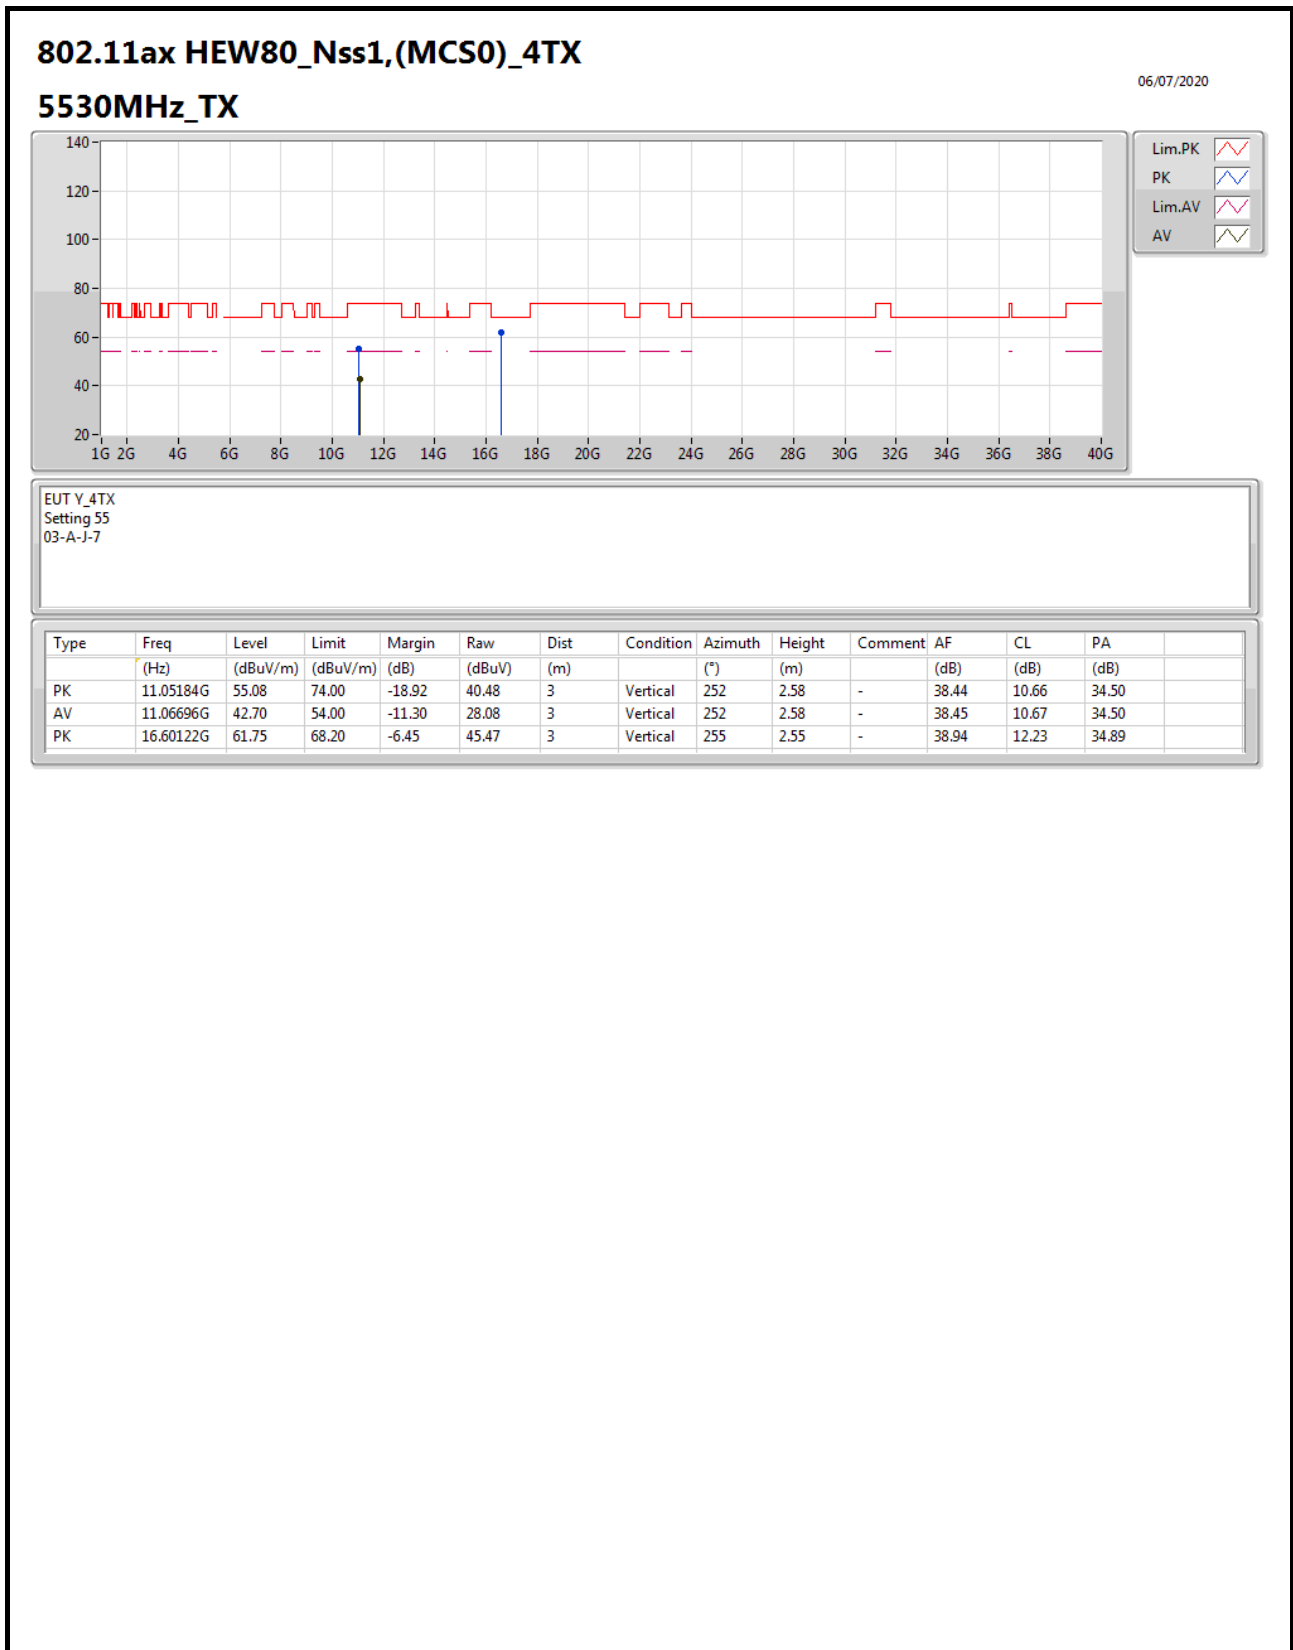 802.11ax HEW80_Nss1,(MCS0)_4TX
06/07/2020
5530MHz_TX
140
120
100
80
60
40
20
1G 2G 4G 6G 8G 10G 12G 14G 16G 18G 20G 22G 24G 26G 28G 30G 32G 34G 36G 38G 40G
Lim.PK
PK
Lim.AV
AV
EUT Y_4TX
Setting 55
03-A-J-7
Type Freq Level Limit Margin Raw Dist Condition Azimuth Height Comment AF CL PA
(Hz) (dBuV/m) (dBuV/m) (dB) (dBuV) (m) (°) (m) (dB) (dB) (dB)
PK 11.05184G 55.08 74.00 -18.92 40.48 3 Vertical 252 2.58 - 38.44 10.66 34.50
AV 11.06696G 42.70 54.00 -11.30 28.08 3 Vertical 252 2.58 - 38.45 10.67 34.50
PK 16.60122G 61.75 68.20 -6.45 45.47 3 Vertical 255 2.55 - 38.94 12.23 34.89